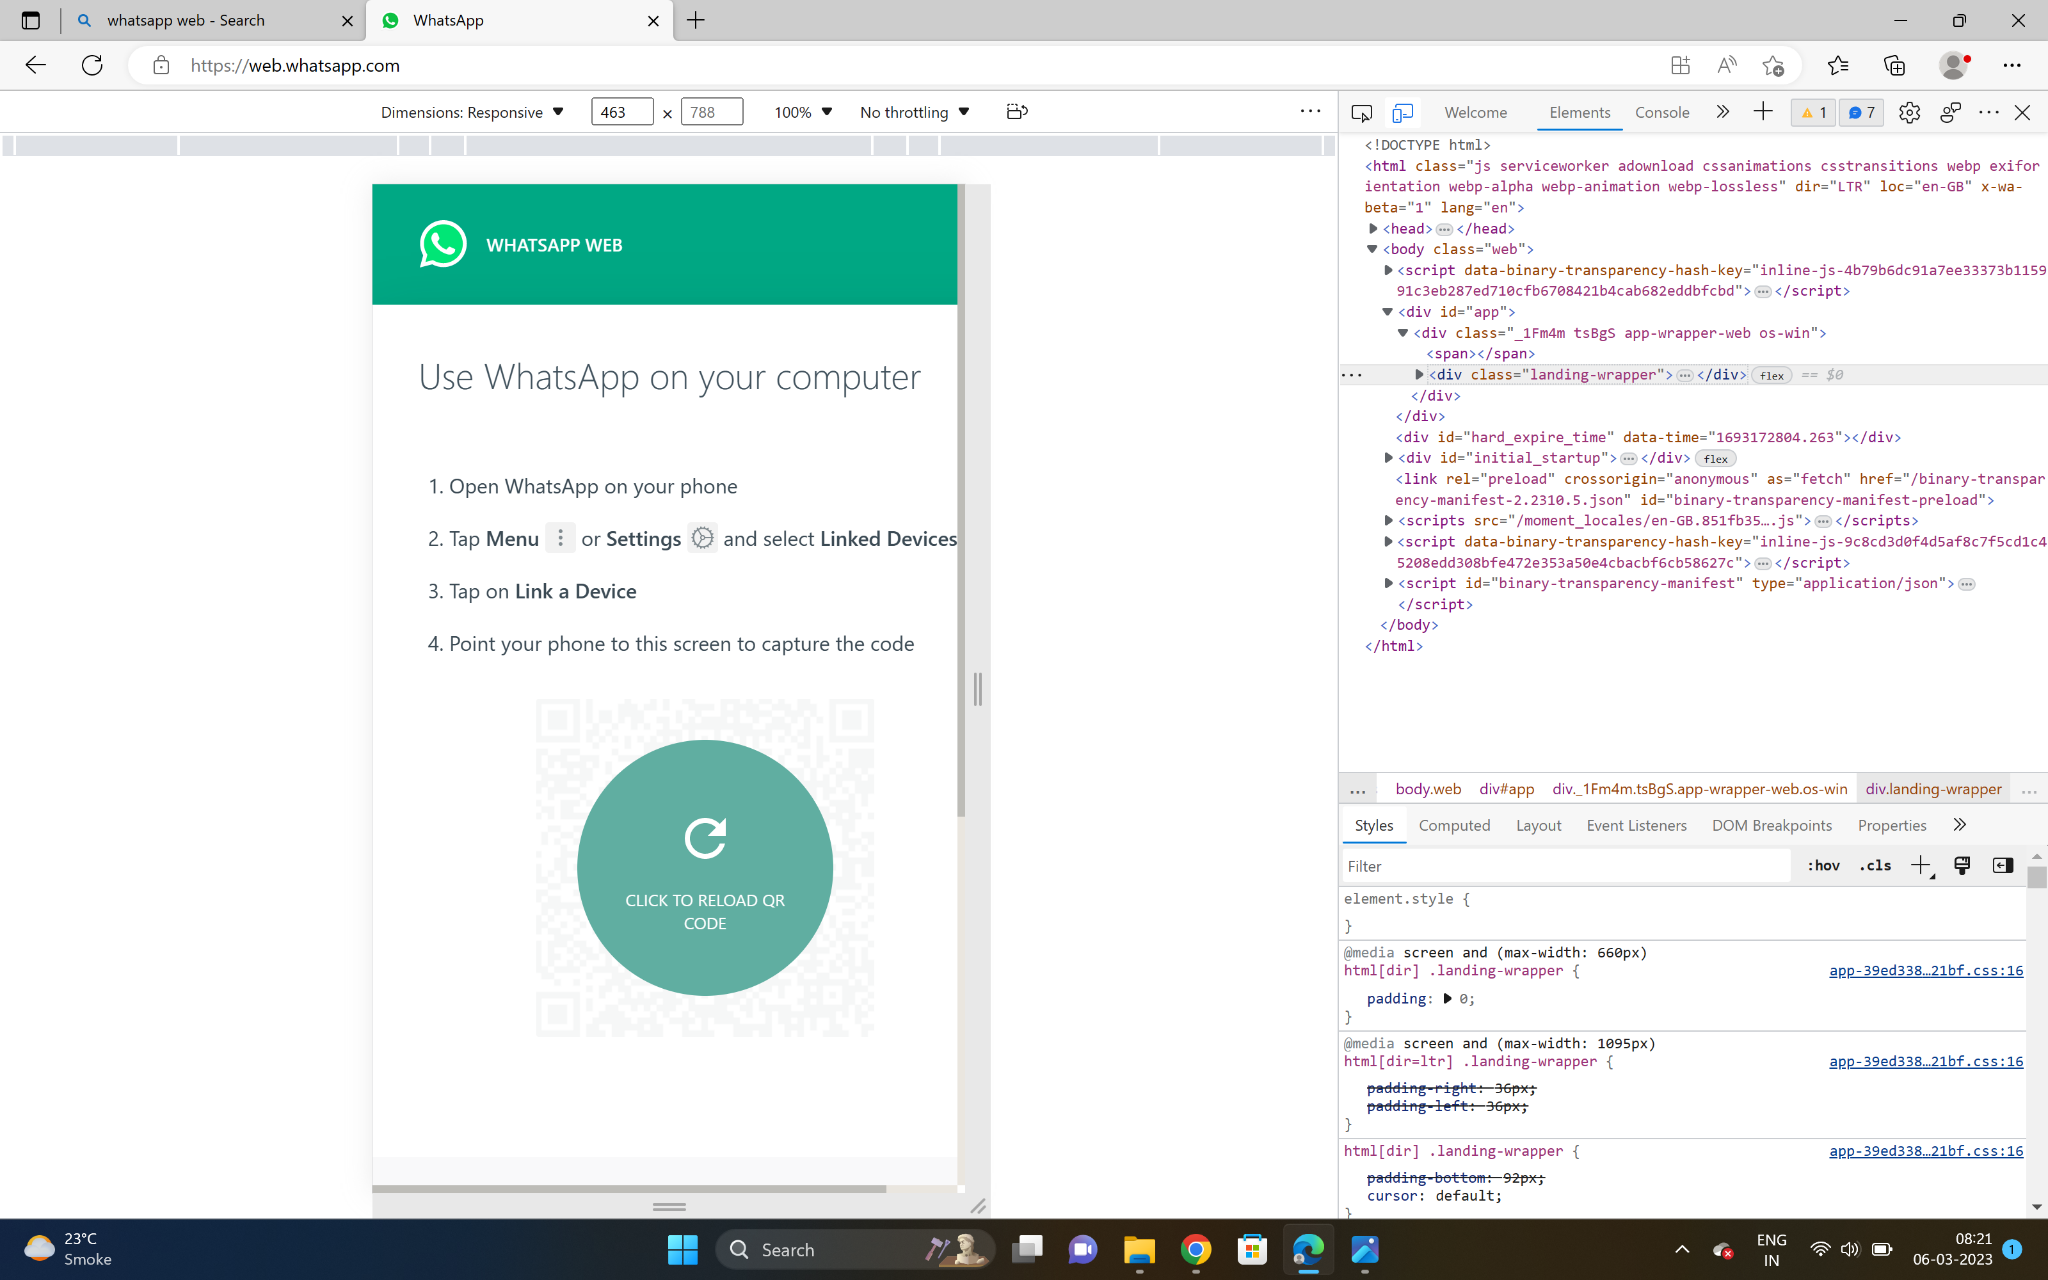 whatsapp web - Search
WhatsApp
https://web.whatsapp.com
Dimensions: Responsive
463 × 788
100%
No throttling
WHATSAPP WEB
Use WhatsApp on your computer
1. Open WhatsApp on your phone
2. Tap Menu or Settings and select Linked Devices
3. Tap on Link a Device
4. Point your phone to this screen to capture the code
CLICK TO RELOAD QR
CODE
Welcome Elements Console 1 7
<!DOCTYPE html>
<html class="js serviceworker adownload cssanimations csstransitions webp exifor
ientation webp-alpha webp-animation webp-lossless" dir="LTR" loc="en-GB" x-wa-
beta="1" lang="en">
<head>…</head>
<body class="web">
<script data-binary-transparency-hash-key="inline-js-4b79b6dc91a7ee33373b1159
91c3eb287ed710cfb6708421b4cab682eddbfcbd">…</script>
<div id="app">
<div class="_1Fm4m tsBgS app-wrapper-web os-win">
<span></span>
<div class="landing-wrapper">…</div> flex == $0
</div>
</div>
<div id="hard_expire_time" data-time="1693172804.263"></div>
<div id="initial_startup">…</div> flex
<link rel="preload" crossorigin="anonymous" as="fetch" href="/binary-transpar
ency-manifest-2.2310.5.json" id="binary-transparency-manifest-preload">
<scripts src="/moment_locales/en-GB.851fb35….js">…</scripts>
<script data-binary-transparency-hash-key="inline-js-9c8cd3d0f4d5af8c7f5cd1c4
5208edd308bfe472e353a50e4cbacbf6cb58627c">…</script>
<script id="binary-transparency-manifest" type="application/json">…
</script>
</body>
</html>
… body.web div#app div._1Fm4m.tsBgS.app-wrapper-web.os-win div.landing-wrapper …
Styles Computed Layout Event Listeners DOM Breakpoints Properties
Filter :hov .cls
element.style {
}
@media screen and (max-width: 660px)
html[dir] .landing-wrapper { app-39ed338…21bf.css:16
padding: 0;
}
@media screen and (max-width: 1095px)
html[dir=ltr] .landing-wrapper { app-39ed338…21bf.css:16
padding-right: 36px;
padding-left: 36px;
}
html[dir] .landing-wrapper { app-39ed338…21bf.css:16
padding-bottom: 92px;
cursor: default;
}
23°C
Smoke
Search
ENG
IN
08:21
06-03-2023
1